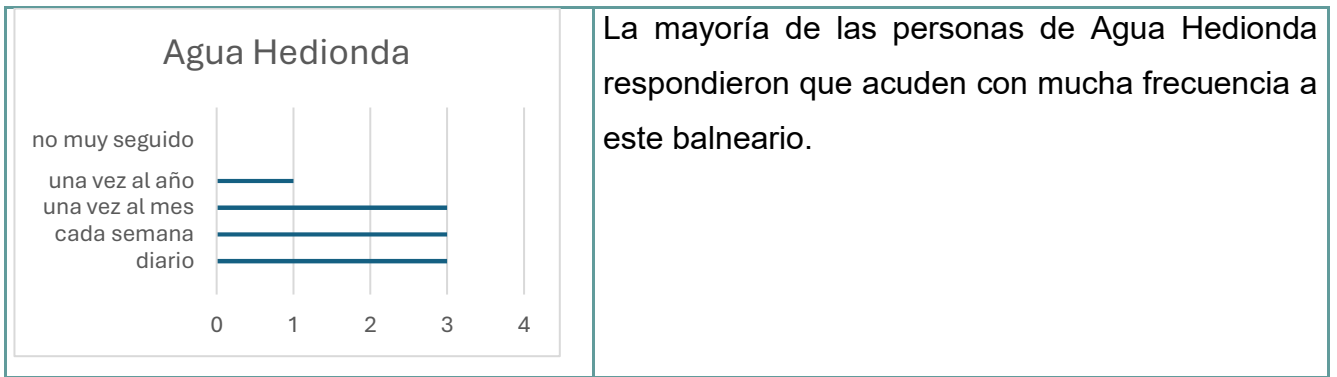 Agua Hedionda
no muy seguido
una vez al año
una vez al mes
cada semana
diario
0 1 2 3 4
La mayoría de las personas de Agua Hedionda
respondieron que acuden con mucha frecuencia a
este balneario.